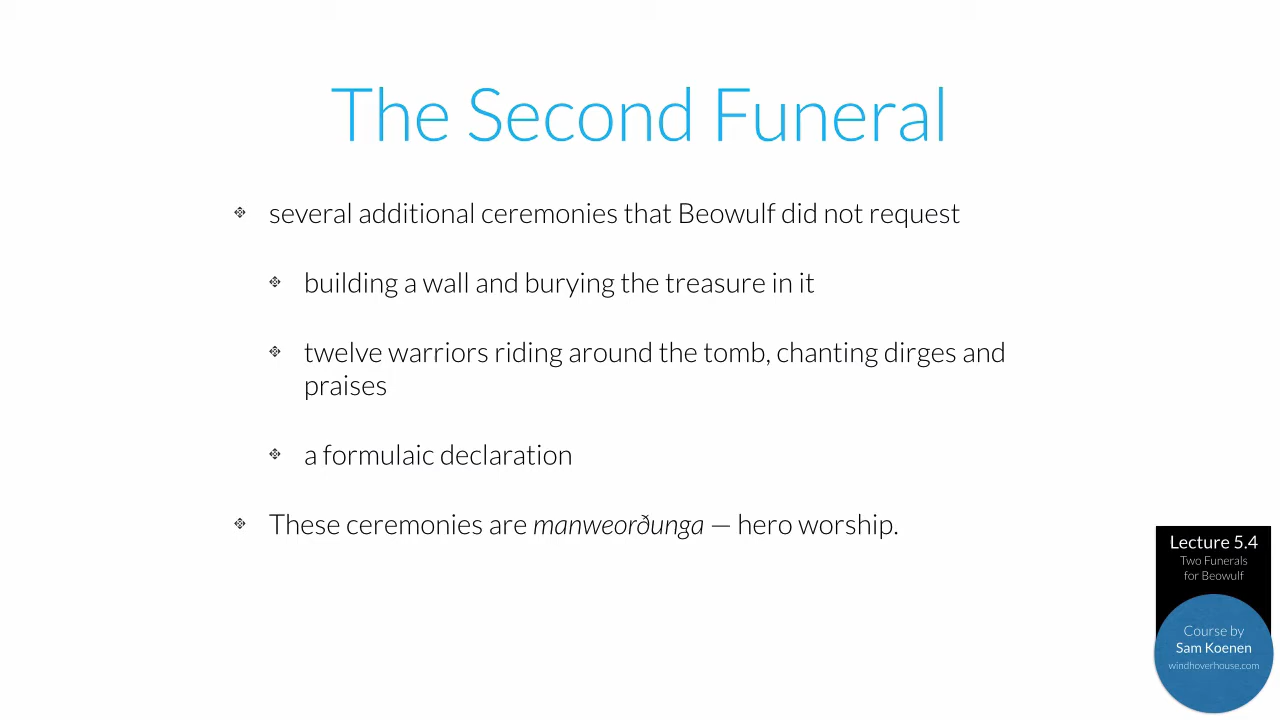 The Second Funeral
several additional ceremonies that Beowulf did not request
building a wall and burying the treasure in it
twelve warriors riding around the tomb, chanting dirges and
praises
a formulaic declaration
These ceremonies are manweorðunga — hero worship.
Lecture 5.4
Two Funerals
for Beowulf
Course by
Sam Koenen
windhoverhouse.com